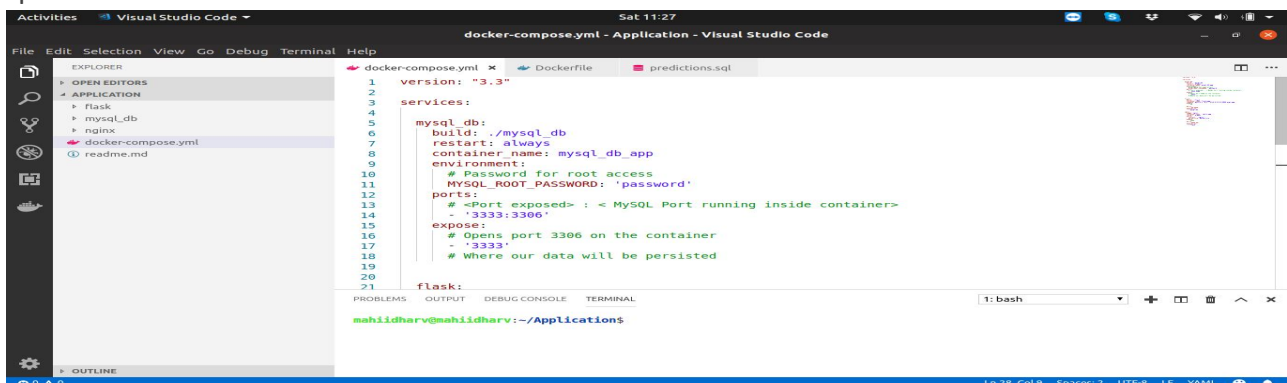 Activities Visual Studio Code Sat 11:27
docker-compose.yml - Application - Visual Studio Code
File Edit Selection View Go Debug Terminal Help
EXPLORER
OPEN EDITORS
APPLICATION
flask
mysql_db
nginx
docker-compose.yml
readme.md
OUTLINE
docker-compose.yml Dockerfile predictions.sql
1 version: "3.3"
2
3 services:
4
5 mysql_db:
6 build: ./mysql_db
7 restart: always
8 container_name: mysql_db_app
9 environment:
10 # Password for root access
11 MYSQL_ROOT_PASSWORD: 'password'
12 ports:
13 # <Port exposed> : < MySQL Port running inside container>
14 - '3333:3306'
15 expose:
16 # Opens port 3306 on the container
17 - '3333'
18 # Where our data will be persisted
19
20
21 flask:
PROBLEMS OUTPUT DEBUG CONSOLE TERMINAL 1: bash
mahiidharv@mahiidharv:~/Application$
Ln 28, Col 9 Spaces: 2 UTF-8 LF YAML